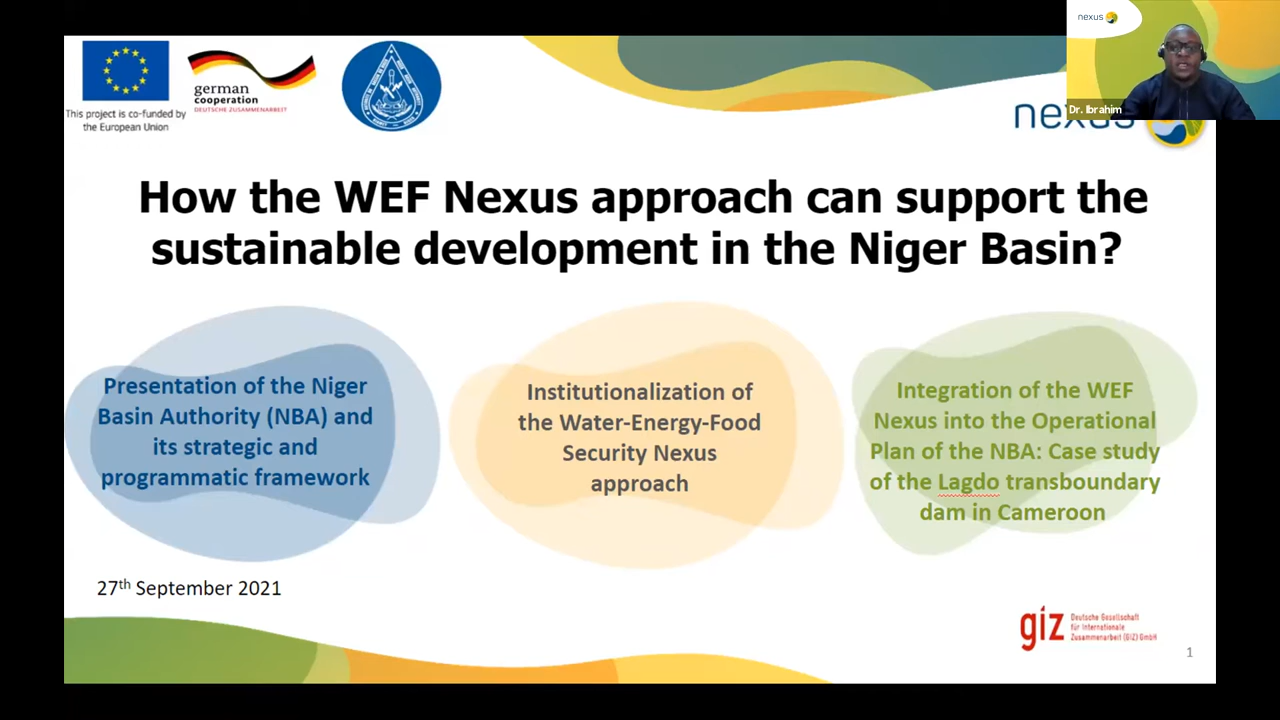 nexus
Dr. Ibrahim
This project is co-funded by
the European Union
german
cooperation
DEUTSCHE ZUSAMMENARBEIT
nexus
How the WEF Nexus approach can support the
sustainable development in the Niger Basin?
Presentation of the Niger
Basin Authority (NBA) and
its strategic and
programmatic framework
Institutionalization of
the Water-Energy-Food
Security Nexus
approach
Integration of the WEF
Nexus into the Operational
Plan of the NBA: Case study
of the Lagdo transboundary
dam in Cameroon
27th September 2021
giz
Deutsche Gesellschaft
für Internationale
Zusammenarbeit (GIZ) GmbH
1